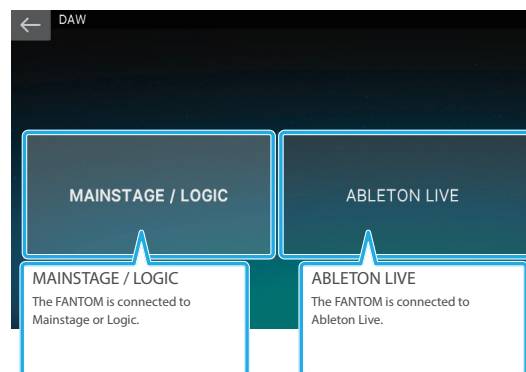 DAW
MAINSTAGE / LOGIC
ABLETON LIVE
MAINSTAGE / LOGIC
The FANTOM is connected to
Mainstage or Logic.
ABLETON LIVE
The FANTOM is connected to
Ableton Live.